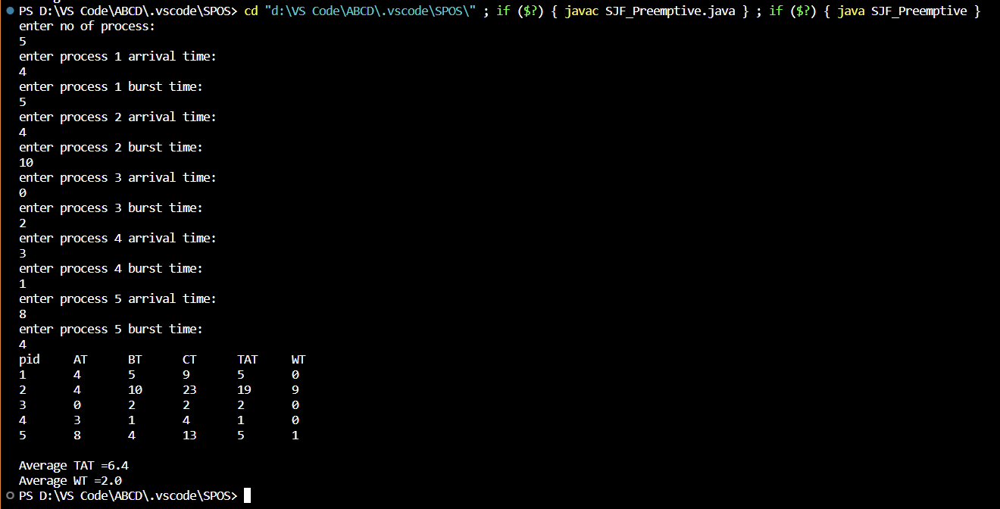 PS D:\VS Code\ABCD\.vscode\SPOS> cd "d:\VS Code\ABCD\.vscode\SPOS\" ; if ($?) { javac SJF_Preemptive.java } ; if ($?) { java SJF_Preemptive }
enter no of process:
5
enter process 1 arrival time:
4
enter process 1 burst time:
5
enter process 2 arrival time:
4
enter process 2 burst time:
10
enter process 3 arrival time:
0
enter process 3 burst time:
2
enter process 4 arrival time:
3
enter process 4 burst time:
1
enter process 5 arrival time:
8
enter process 5 burst time:
4
pid AT BT CT TAT WT
1 4 5 9 5 0
2 4 10 23 19 9
3 0 2 2 2 0
4 3 1 4 1 0
5 8 4 13 5 1
Average TAT =6.4
Average WT =2.0
PS D:\VS Code\ABCD\.vscode\SPOS>